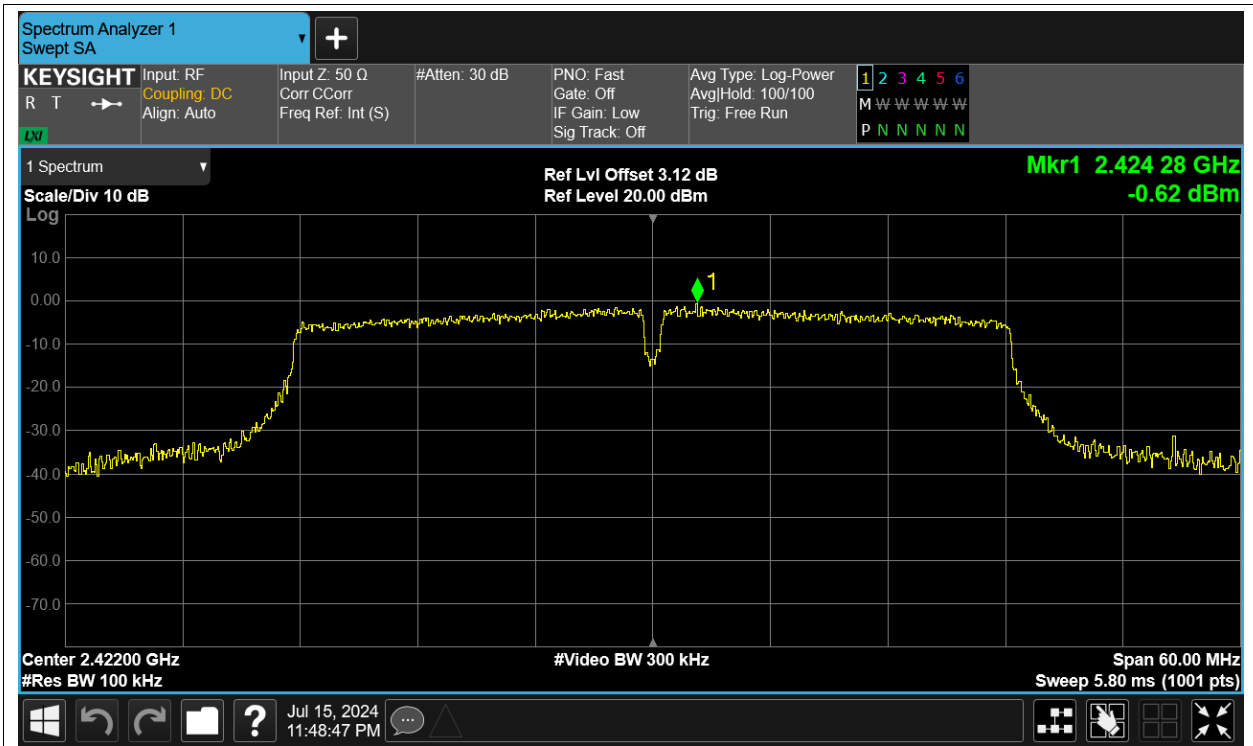 Spectrum Analyzer 1
Swept SA
KEYSIGHT
R T
LXI
Input: RF
Coupling: DC
Align: Auto
Input Z: 50 Ω
Corr CCorr
Freq Ref: Int (S)
#Atten: 30 dB
PNO: Fast
Gate: Off
IF Gain: Low
Sig Track: Off
Avg Type: Log-Power
Avg|Hold: 100/100
Trig: Free Run
1 2 3 4 5 6
M W W W W W
P N N N N N
1 Spectrum
Scale/Div 10 dB
Ref Lvl Offset 3.12 dB
Ref Level 20.00 dBm
Mkr1 2.424 28 GHz
-0.62 dBm
Log
10.0
0.00
-10.0
-20.0
-30.0
-40.0
-50.0
-60.0
-70.0
1
Center 2.42200 GHz
#Res BW 100 kHz
#Video BW 300 kHz
Span 60.00 MHz
Sweep 5.80 ms (1001 pts)
?
Jul 15, 2024
11:48:47 PM